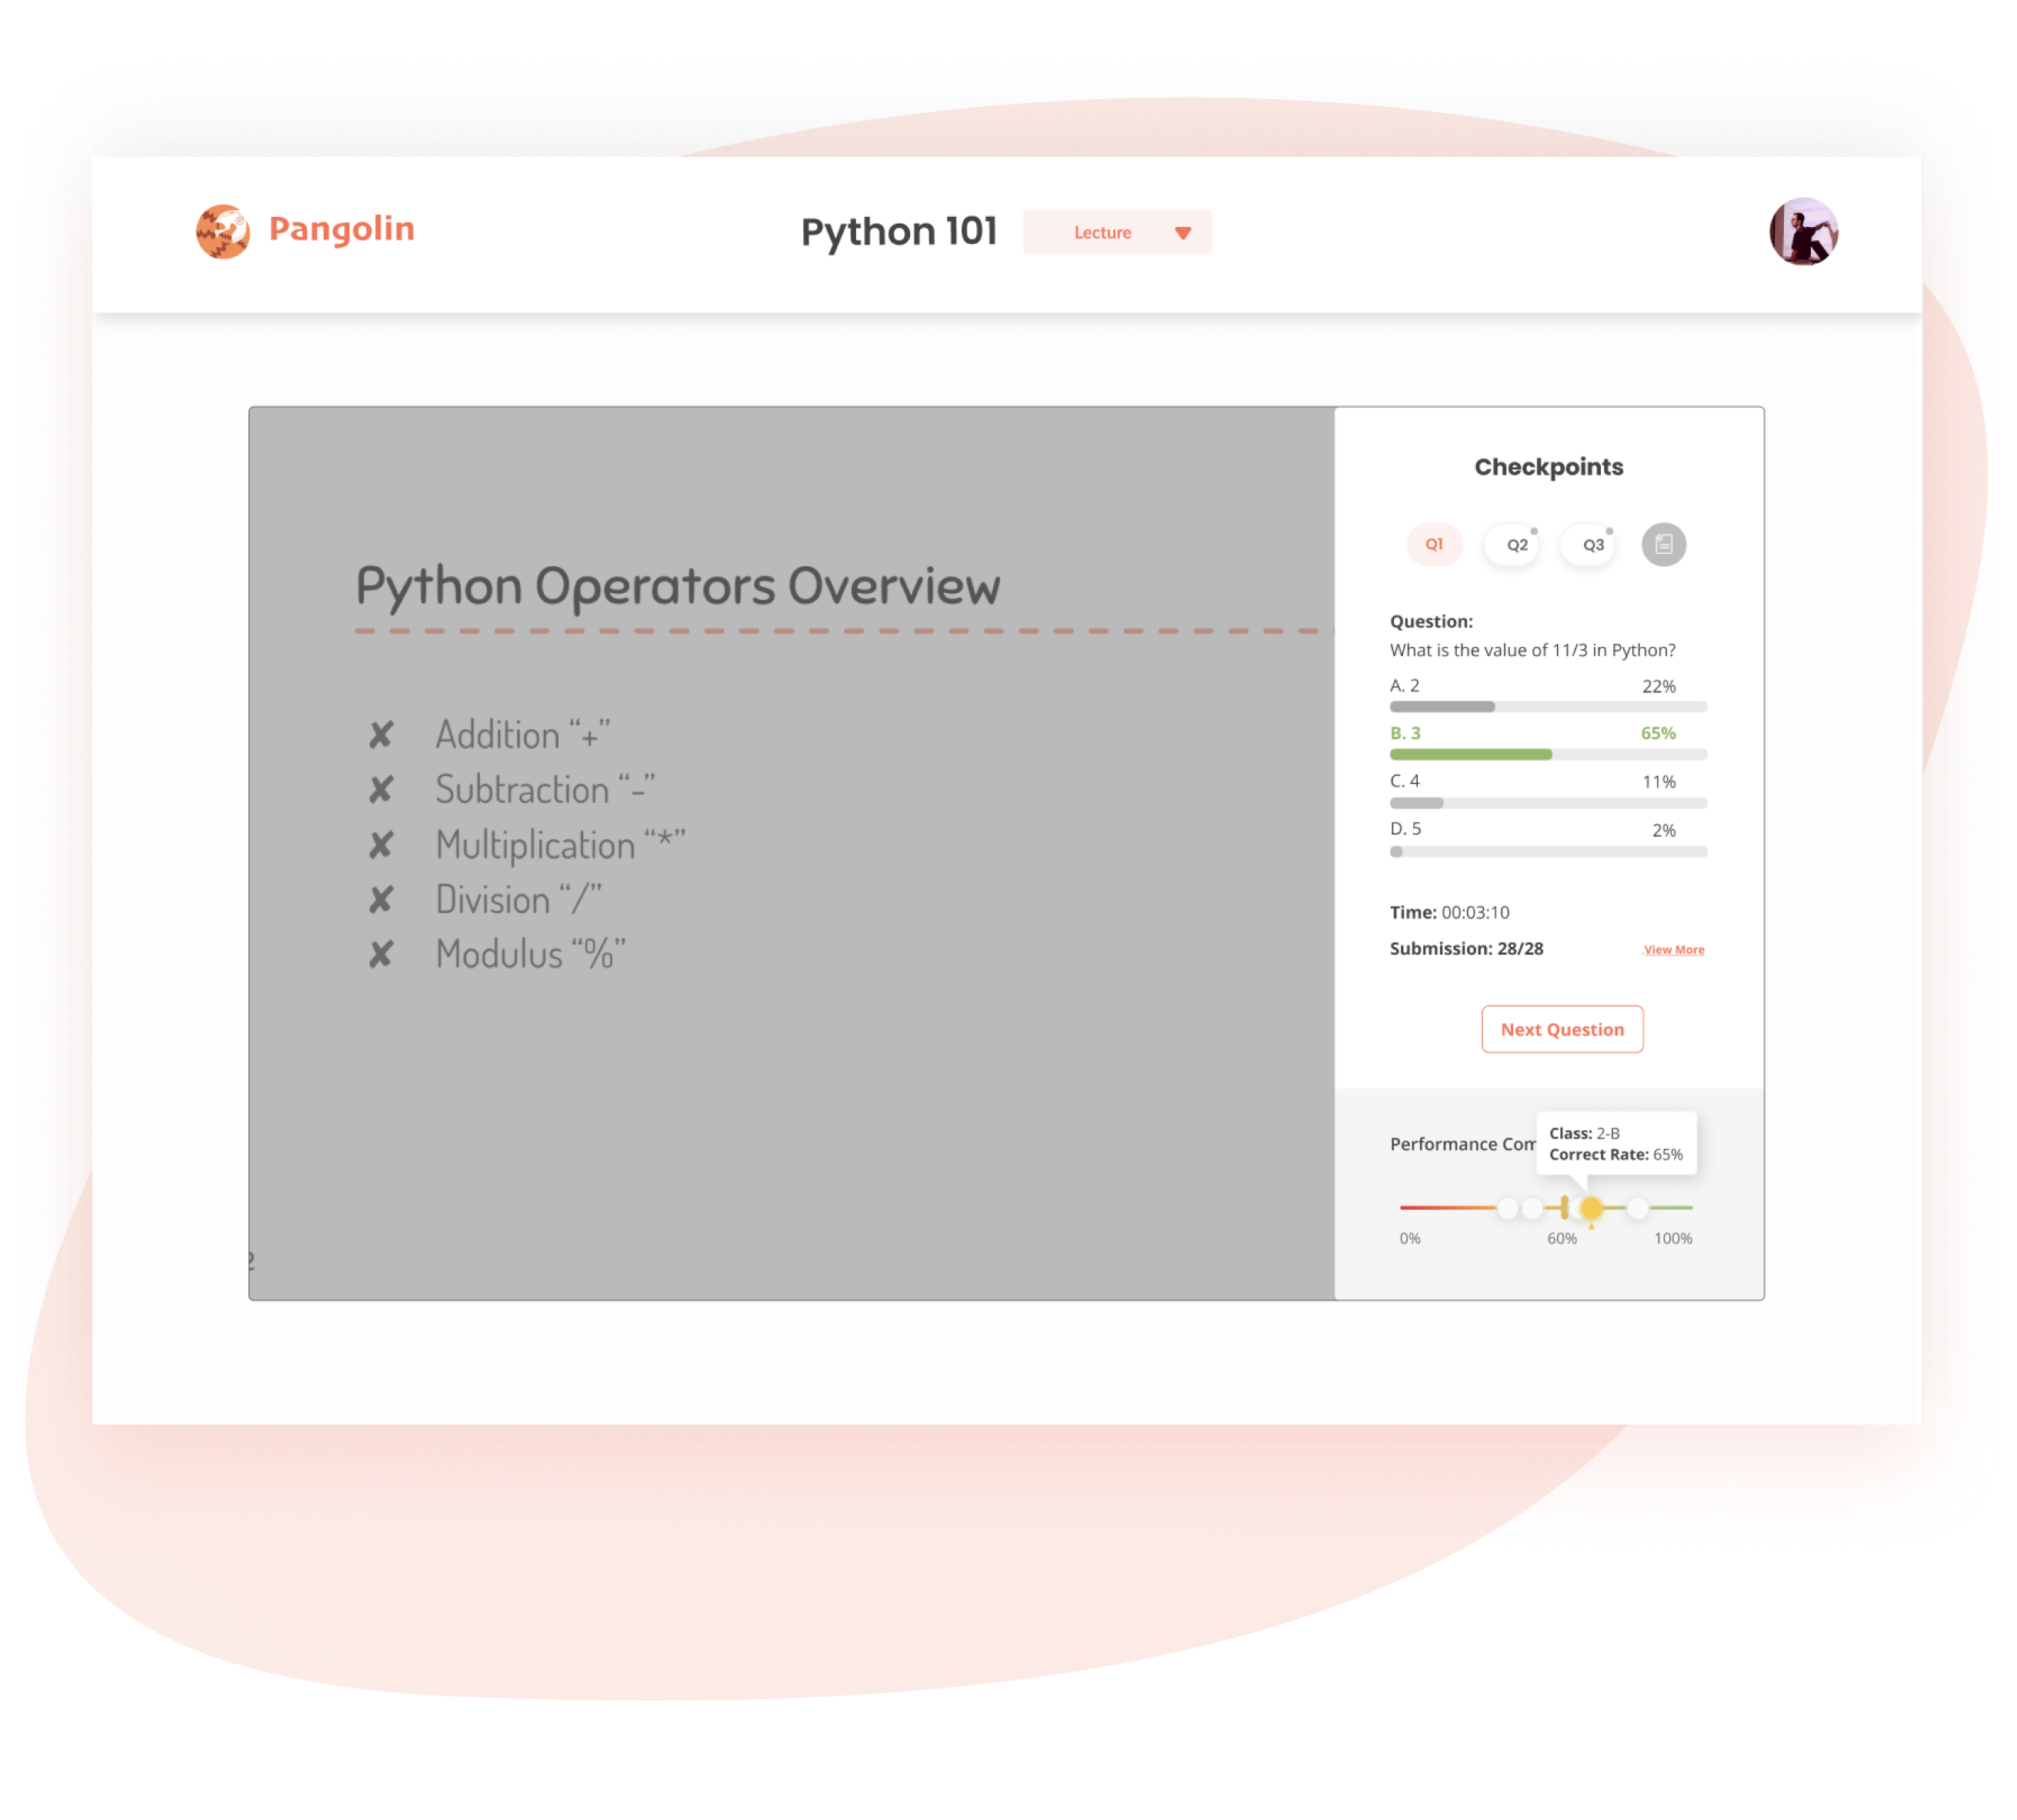 Pangolin
Python 101
Lecture
Python Operators Overview
✘ Addition “+”
✘ Subtraction “-”
✘ Multiplication “*”
✘ Division “/”
✘ Modulus “%”
Checkpoints
Q1 Q2 Q3
Question:
What is the value of 11/3 in Python?
A. 2 22%
B. 3 65%
C. 4 11%
D. 5 2%
Time: 00:03:10
Submission: 28/28 View More
Next Question
Performance
Class: 2-B
Correct Rate: 65%
0% 60% 100%